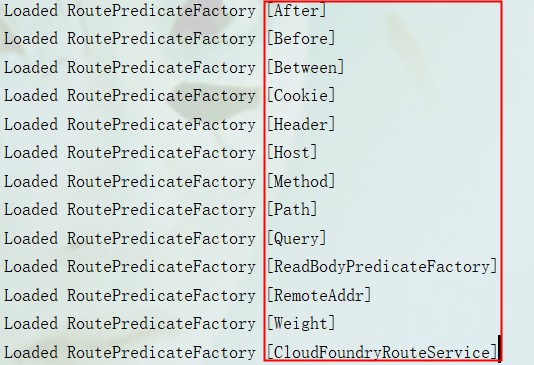 Loaded RoutePredicateFactory [After]
Loaded RoutePredicateFactory [Before]
Loaded RoutePredicateFactory [Between]
Loaded RoutePredicateFactory [Cookie]
Loaded RoutePredicateFactory [Header]
Loaded RoutePredicateFactory [Host]
Loaded RoutePredicateFactory [Method]
Loaded RoutePredicateFactory [Path]
Loaded RoutePredicateFactory [Query]
Loaded RoutePredicateFactory [ReadBodyPredicateFactory]
Loaded RoutePredicateFactory [RemoteAddr]
Loaded RoutePredicateFactory [Weight]
Loaded RoutePredicateFactory [CloudFoundryRouteService]